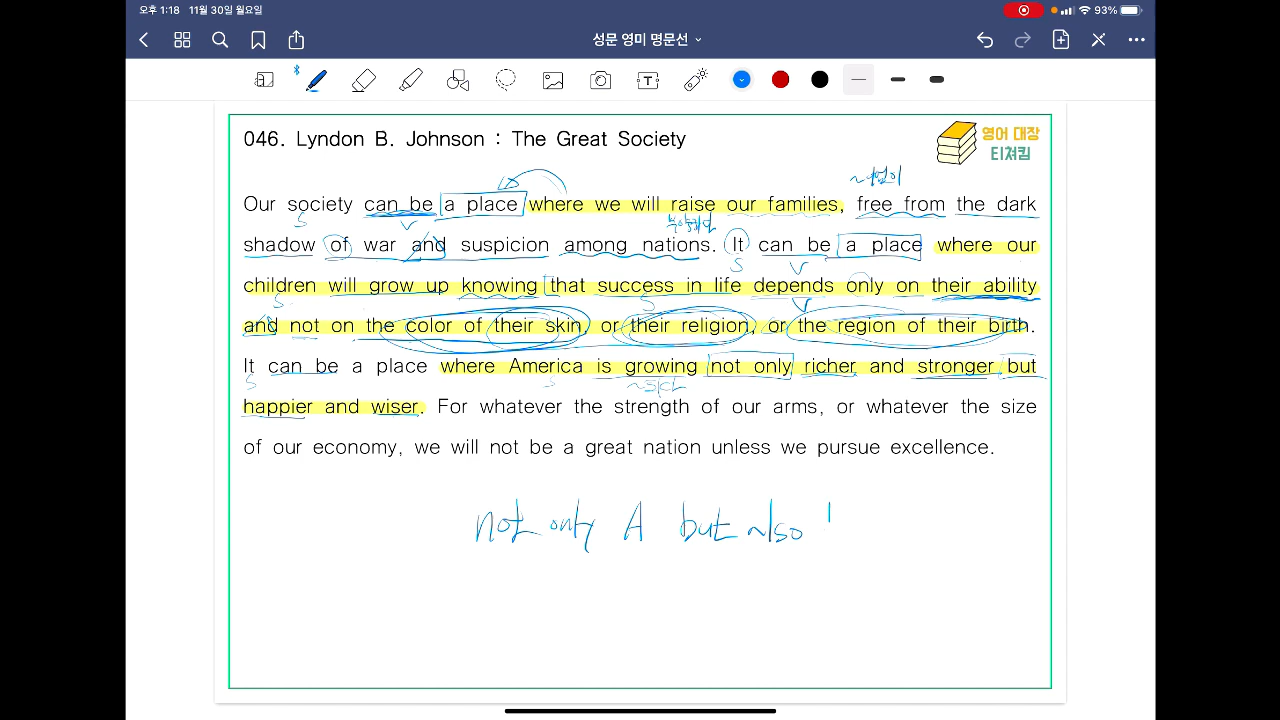 오후 1:18 11월 30일 월요일
93%
성문 영미 명문선
T
046. Lyndon B. Johnson : The Great Society
영어 대장
티쳐킴
~없이
Our society can be a place where we will raise our families, free from the dark
S V 부양하다
shadow of war and suspicion among nations. It can be a place where our
S V
children will grow up knowing that success in life depends only on their ability
S S V
and not on the color of their skin, or their religion, or the region of their birth.
It can be a place where America is growing not only richer and stronger but
S S
happier and wiser. For whatever the strength of our arms, or whatever the size
of our economy, we will not be a great nation unless we pursue excellence.
not only A but also